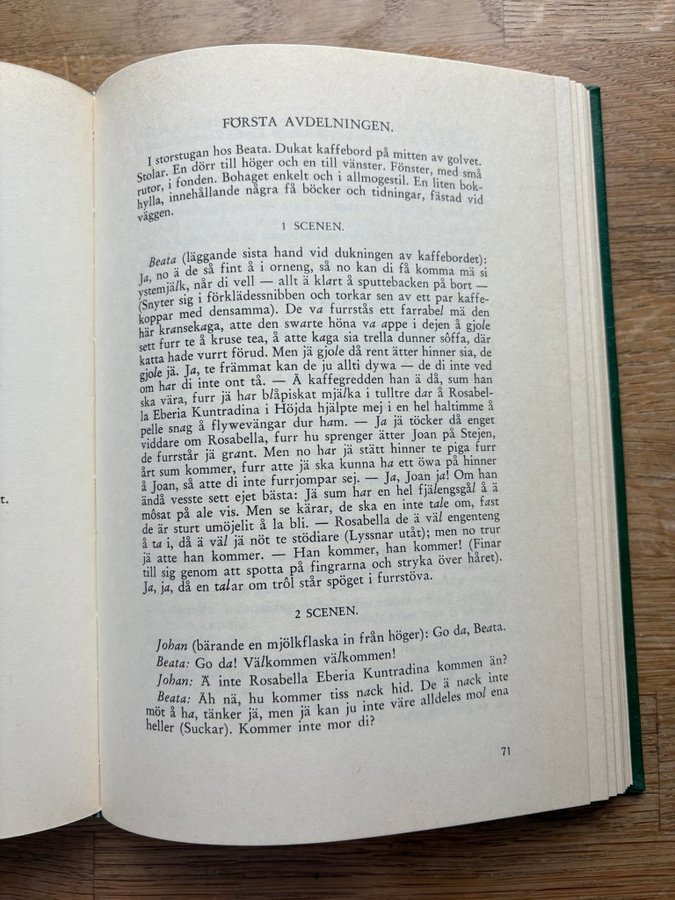 FÖRSTA AVDELNINGEN.
I storstugan hos Beata. Dukat kaffebord på mitten av golvet.
Stolar. En dörr till höger och en till vänster. Fönster, med små
rutor, i fonden. Bohaget enkelt och i allmogestil. En liten bok-
hylla, innehållande några få böcker och tidningar, fästad vid
väggen.
1 SCENEN.
Beata (läggande sista hand vid dukningen av kaffebordet):
Ja, no ä de så fint å i orneng, så no kan di få komma mä si
ystemjälk, når di vell — allt ä klart å sputtebacken på bort —
(Snyter sig i förklädessnibben och torkar sen av ett par kaffe-
koppar med densamma). De va furrstås ett farrabel mä den
här kransekaga, atte den swarte höna va appe i dejen å gjole
sett furr te å kruse tea, å atte kaga sia trella dunner sôffa, där
katta hade vurrt förud. Men jä gjole då rent ätter hinner sia, de
gjole jä. Ja, te främmat kan de ju allti dywa — de di inte ved
om har di inte ont tå. — Å kaffegredden han ä då, sum han
ska vära, furr jä har blåpiskat mjälka i tulltre dar å Rosabel-
la Eberia Kuntradina i Höjda hjälpte mej i en hel haltimme å
pelle snag å flywevängar dur ham. — Ja jä töcker då enget
viddare om Rosabella, furr hu sprenger ätter Joan på Stejen,
de furrstår jä grant. Men no har jä stätt hinner te piga furr
årt sum kommer, furr atte jä ska kunna ha ett öwa på hinner
å Joan, så atte di inte furrjompar sej. — Ja, Joan ja! Om han
ändå vesste sett ejet bästa: Jä sum har en hel fjälengsgål å ä
môsat på ale vis. Men se kärar, de ska en inte tale om, fast
de är sturt umöjelit å la bli. — Rosabella de ä väl engenteng
å ta i, då ä väl jä nöt te stödiare (Lyssnar utåt); men no trur
jä atte han kommer. — Han kommer, han kommer! (Finar
till sig genom att spotta på fingrarna och stryka över håret).
Ja, ja, då en talar om trôl står spöget i furrstöva.
2 SCENEN.
Johan (bärande en mjölkflaska in från höger): Go da, Beata.
Beata: Go da! Välkommen välkommen!
Johan: Ä inte Rosabella Eberia Kuntradina kommen än?
Beata: Äh nä, hu kommer tiss nack hid. De ä nack inte
möt å ha, tänker jä, men jä kan ju inte väre alldeles mol ena
heller (Suckar). Kommer inte mor di?
71
t.